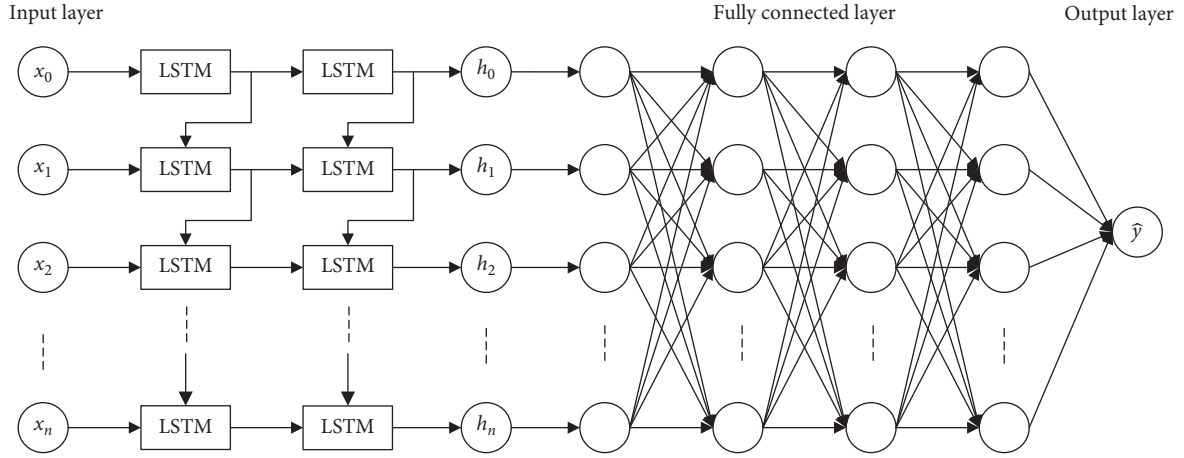 Input layer Fully connected layer Output layer
x₀ LSTM LSTM h₀
x₁ LSTM LSTM h₁
ŷ
x₂ LSTM LSTM h₂
xₙ LSTM LSTM hₙ